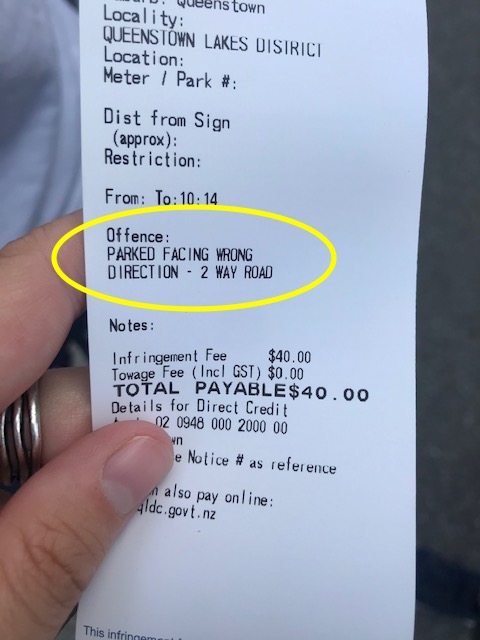 Queenstown
Locality:
QUEENSTOWN LAKES DISTRICT
Location:
Meter / Park #:
Dist from Sign
(approx):
Restriction:
From: To:10:14
Offence:
PARKED FACING WRONG
DIRECTION - 2 WAY ROAD
Notes:
Infringement Fee $40.00
Towage Fee (Incl GST) $0.00
TOTAL PAYABLE$40.00
Details for Direct Credit
02 0948 000 2000 00
Notice # as reference
also pay online:
qldc.govt.nz
This